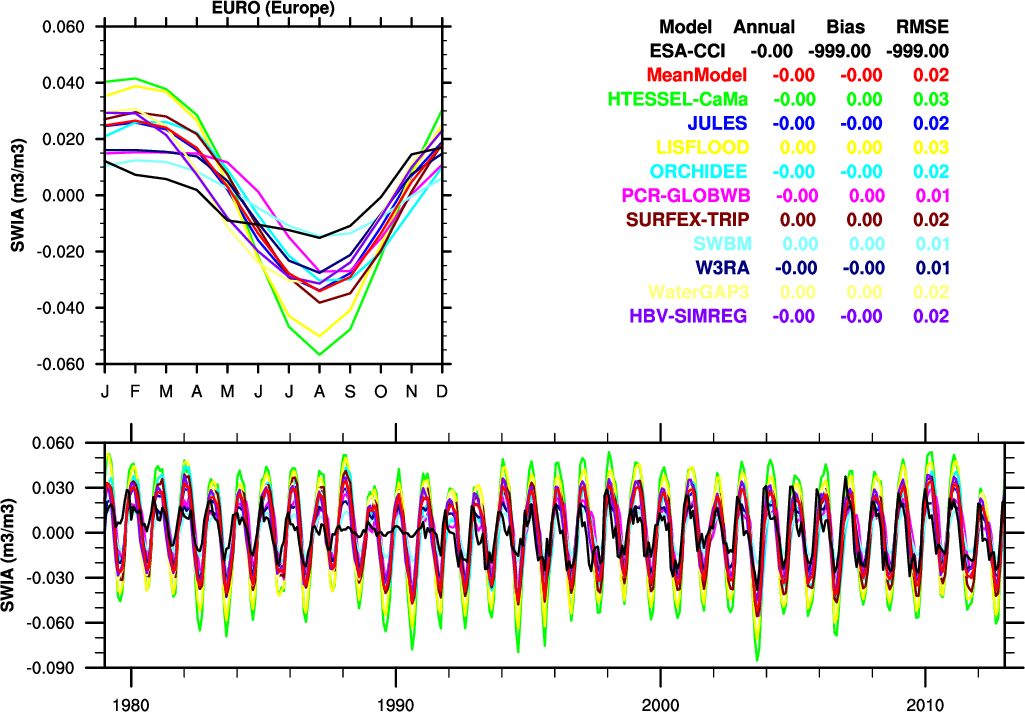 EURO (Europe)
0.060
0.040
0.020
0.000
-0.020
-0.040
-0.060
SWIA (m3/m3)
J F M A M J J A S O N D
Model Annual Bias RMSE
ESA-CCI -0.00 -999.00 -999.00
MeanModel -0.00 -0.00 0.02
HTESSEL-CaMa -0.00 0.00 0.03
JULES -0.00 -0.00 0.02
LISFLOOD 0.00 0.00 0.03
ORCHIDEE -0.00 -0.00 0.02
PCR-GLOBWB -0.00 0.00 0.01
SURFEX-TRIP 0.00 0.00 0.02
SWBM 0.00 0.00 0.01
W3RA -0.00 -0.00 0.01
WaterGAP3 0.00 0.00 0.02
HBV-SIMREG -0.00 -0.00 0.02
0.060
0.030
0.000
-0.030
-0.060
-0.090
SWIA (m3/m3)
1980 1990 2000 2010